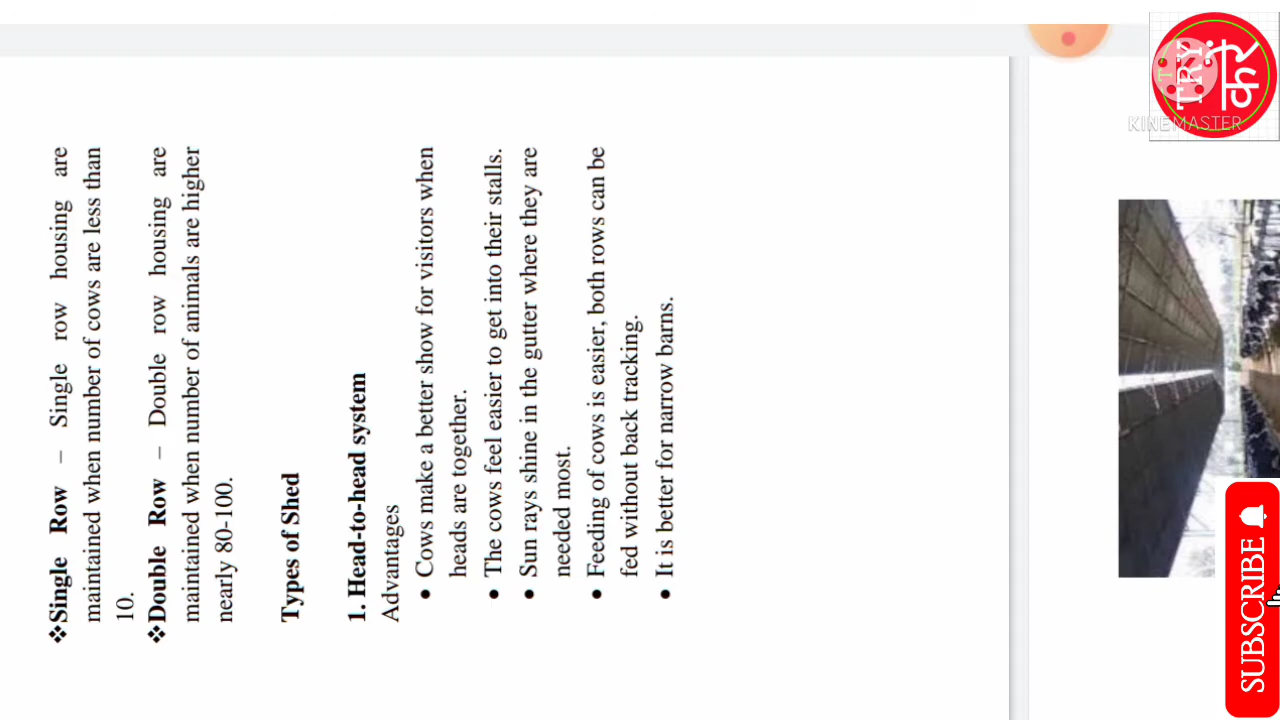 ❖Single Row – Single row housing are
maintained when number of cows are less than
10.
❖Double Row – Double row housing are
maintained when number of animals are higher
nearly 80-100.
Types of Shed
1. Head-to-head system
Advantages
• Cows make a better show for visitors when
heads are together.
• The cows feel easier to get into their stalls.
• Sun rays shine in the gutter where they are
needed most.
• Feeding of cows is easier, both rows can be
fed without back tracking.
• It is better for narrow barns.
TRY
करें
KINEMASTER
SUBSCRIBE